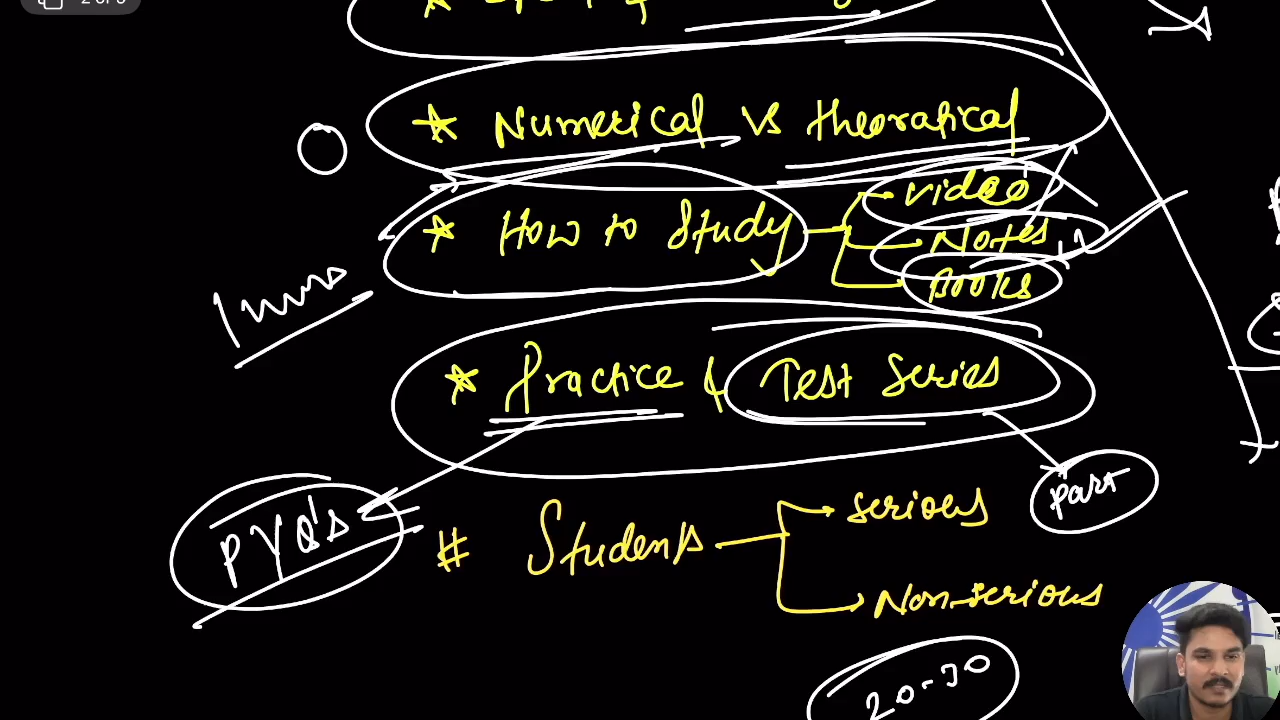 ★ Numerical vs theoratical
★ How to Study
video
Notes
Books
★ Practice & Test Series
part
PYQ's
# Students
serious
Non-serious
20-30